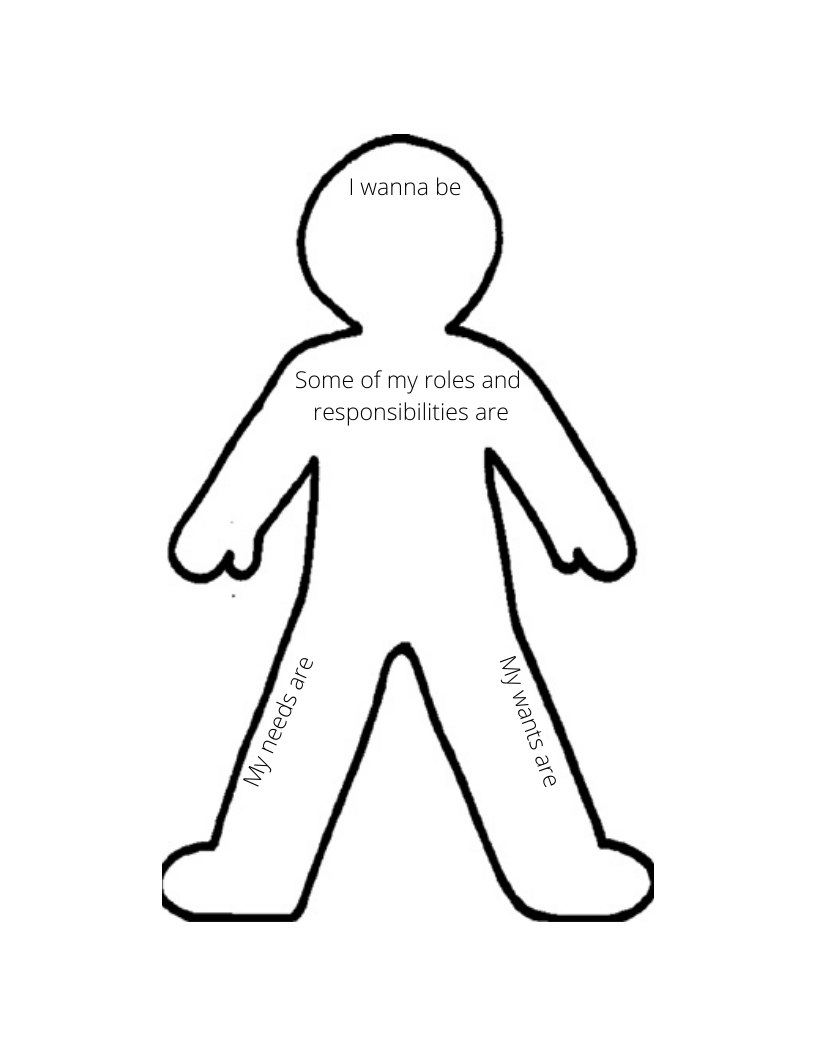 I wanna be
Some of my roles and
responsibilities are
My needs are
My wants are